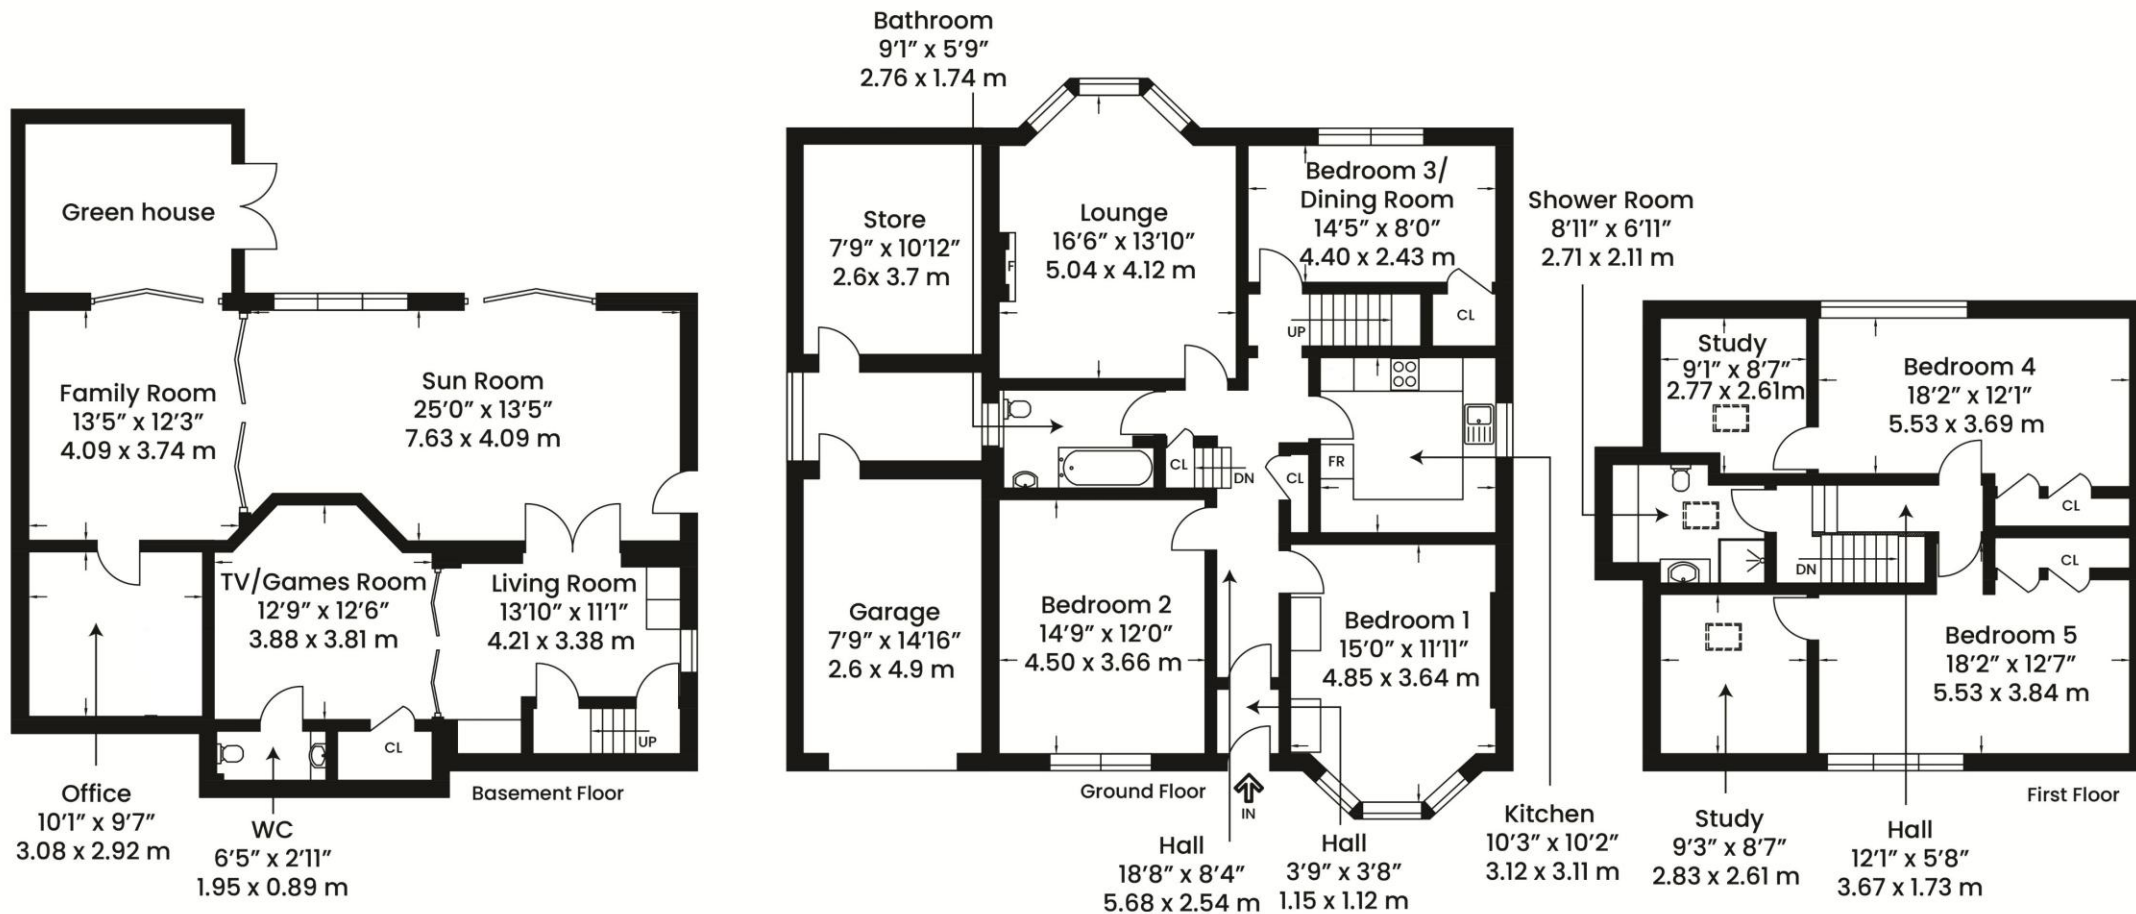 Green house
Family Room
13'5" x 12'3"
4.09 x 3.74 m
Sun Room
25'0" x 13'5"
7.63 x 4.09 m
TV/Games Room
12'9" x 12'6"
3.88 x 3.81 m
Living Room
13'10" x 11'1"
4.21 x 3.38 m
CL
UP
Office
10'1" x 9'7"
3.08 x 2.92 m
WC
6'5" x 2'11"
1.95 x 0.89 m
Basement Floor
Bathroom
9'1" x 5'9"
2.76 x 1.74 m
Store
7'9" x 10'12"
2.6x 3.7 m
Lounge
16'6" x 13'10"
5.04 x 4.12 m
F
Bedroom 3/
Dining Room
14'5" x 8'0"
4.40 x 2.43 m
UP
CL
CL
DN
CL
FR
Garage
7'9" x 14'16"
2.6 x 4.9 m
Bedroom 2
14'9" x 12'0"
4.50 x 3.66 m
Bedroom 1
15'0" x 11'11"
4.85 x 3.64 m
Ground Floor
IN
Hall
18'8" x 8'4"
5.68 x 2.54 m
Hall
3'9" x 3'8"
1.15 x 1.12 m
Kitchen
10'3" x 10'2"
3.12 x 3.11 m
Shower Room
8'11" x 6'11"
2.71 x 2.11 m
Study
9'1" x 8'7"
2.77 x 2.61m
Bedroom 4
18'2" x 12'1"
5.53 x 3.69 m
CL
CL
DN
Bedroom 5
18'2" x 12'7"
5.53 x 3.84 m
Study
9'3" x 8'7"
2.83 x 2.61 m
Hall
12'1" x 5'8"
3.67 x 1.73 m
First Floor